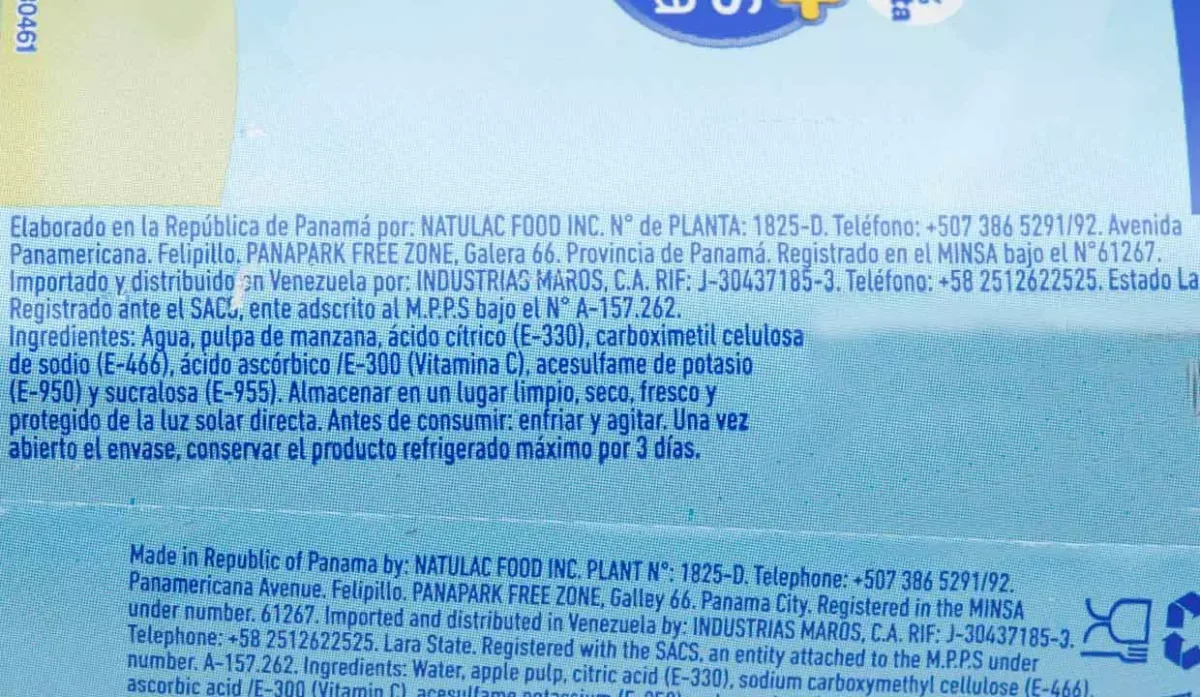 30461
s
a
ta
Elaborado en la República de Panamá por: NATULAC FOOD INC. N° de PLANTA: 1825-D. Teléfono: +507 386 5291/92. Avenida
Panamericana. Felipillo. PANAPARK FREE ZONE, Galera 66. Provincia de Panamá. Registrado en el MINSA bajo el N°61267.
Importado y distribuido en Venezuela por: INDUSTRIAS MAROS, C.A. RIF: J-30437185-3. Teléfono: +58 2512622525. Estado La
Registrado ante el SACS, ente adscrito al M.P.P.S bajo el N° A-157.262.
Ingredientes: Agua, pulpa de manzana, ácido cítrico (E-330), carboximetil celulosa
de sodio (E-466), ácido ascórbico /E-300 (Vitamina C), acesulfame de potasio
(E-950) y sucralosa (E-955). Almacenar en un lugar limpio, seco, fresco y
protegido de la luz solar directa. Antes de consumir: enfriar y agitar. Una vez
abierto el envase, conservar el producto refrigerado máximo por 3 días.
Made in Republic of Panama by: NATULAC FOOD INC. PLANT N°: 1825-D. Telephone: +507 386 5291/92.
Panamericana Avenue. Felipillo. PANAPARK FREE ZONE, Galley 66. Panama City. Registered in the MINSA
under number. 61267. Imported and distributed in Venezuela by: INDUSTRIAS MAROS, C.A. RIF: J-30437185-3.
Telephone: +58 2512622525. Lara State. Registered with the SACS, an entity attached to the M.P.P.S under
number. A-157.262. Ingredients: Water, apple pulp, citric acid (E-330), sodium carboxymethyl cellulose (E-466),
ascorbic acid /E-300 (Vitamin C), acesulfame potassium (E-950)